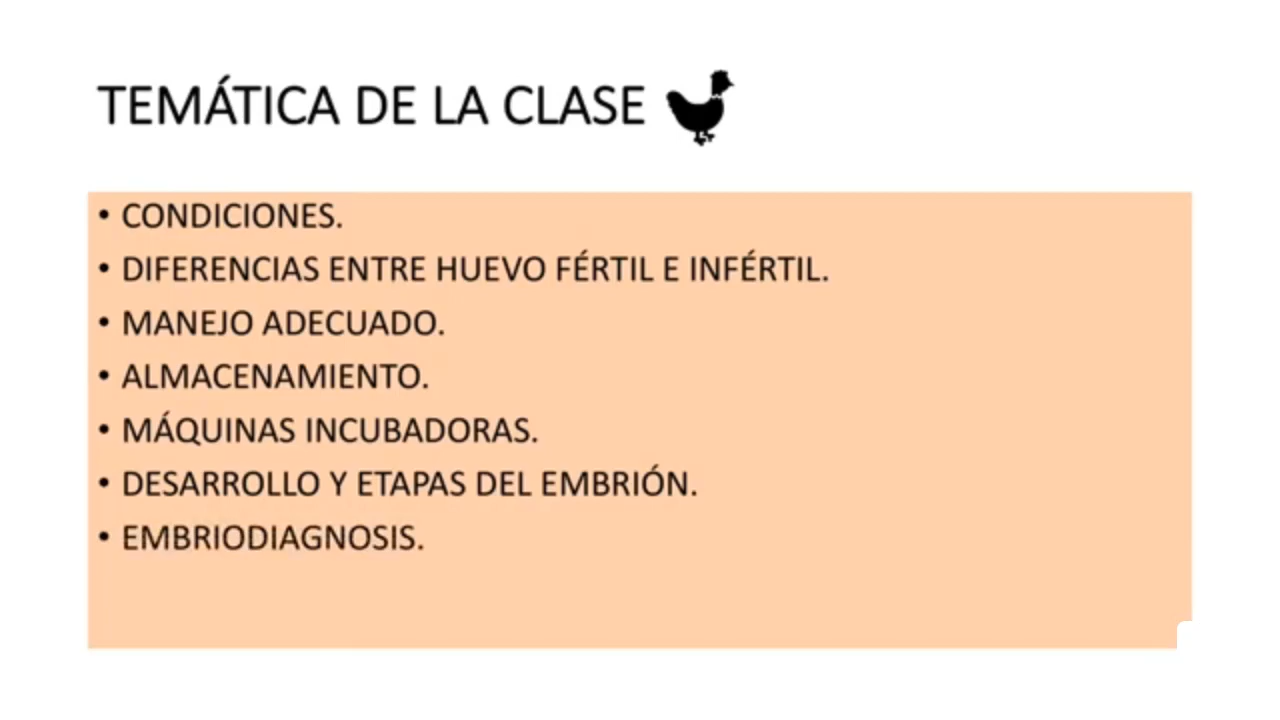 TEMÁTICA DE LA CLASE
• CONDICIONES.
• DIFERENCIAS ENTRE HUEVO FÉRTIL E INFÉRTIL.
• MANEJO ADECUADO.
• ALMACENAMIENTO.
• MÁQUINAS INCUBADORAS.
• DESARROLLO Y ETAPAS DEL EMBRIÓN.
• EMBRIODIAGNOSIS.